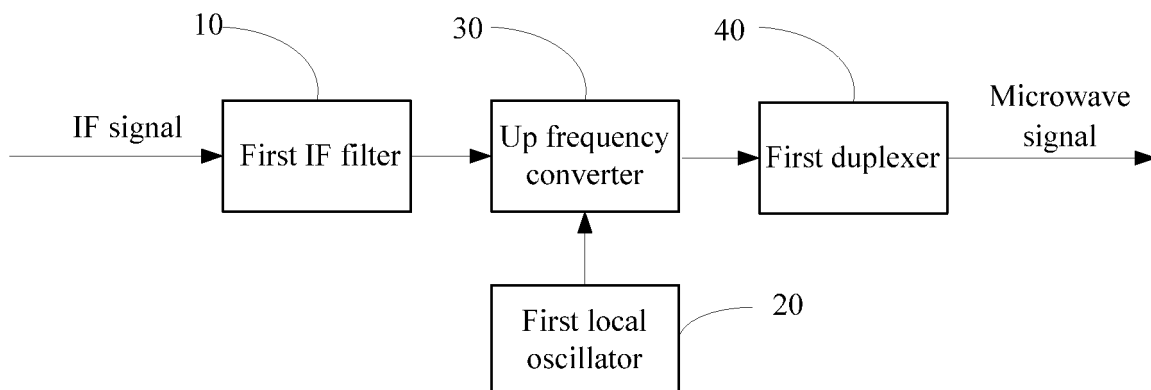 10
30
40
IF signal
First IF filter
Up frequency
converter
First duplexer
Microwave
signal
First local
oscillator
20